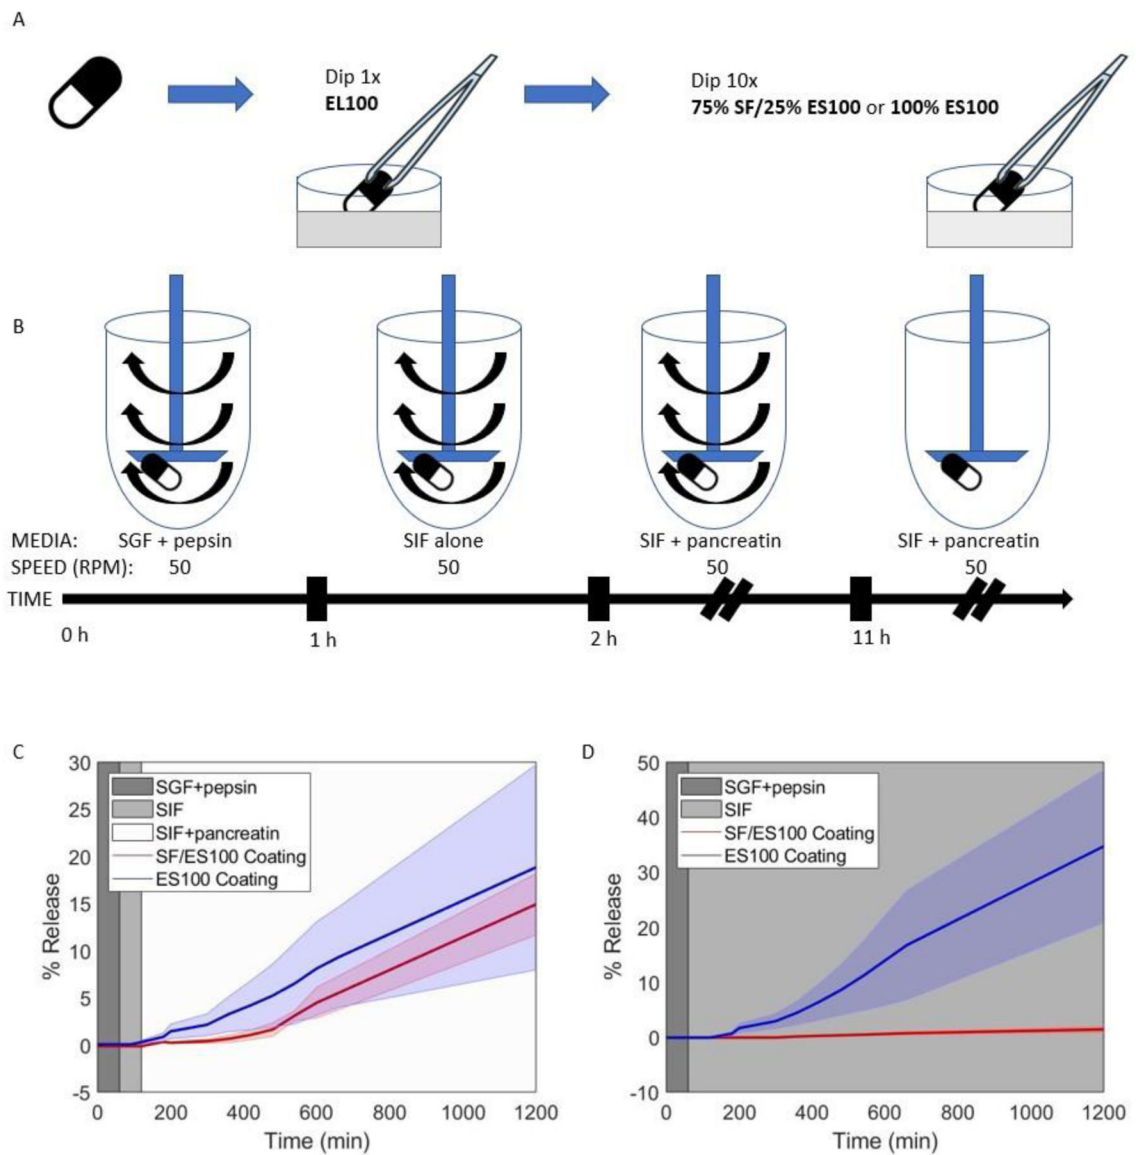 A
Dip 1x
EL100
Dip 10x
75% SF/25% ES100 or 100% ES100
B
MEDIA: SGF + pepsin SIF alone SIF + pancreatin SIF + pancreatin
SPEED (RPM): 50 50 50 50
TIME
0 h 1 h 2 h 11 h
C
30
25
20
15
10
5
0
-5
% Release
SGF+pepsin
SIF
SIF+pancreatin
SF/ES100 Coating
ES100 Coating
0 200 400 600 800 1000 1200
Time (min)
D
50
40
30
20
10
0
-10
% Release
SGF+pepsin
SIF
SF/ES100 Coating
ES100 Coating
0 200 400 600 800 1000 1200
Time (min)